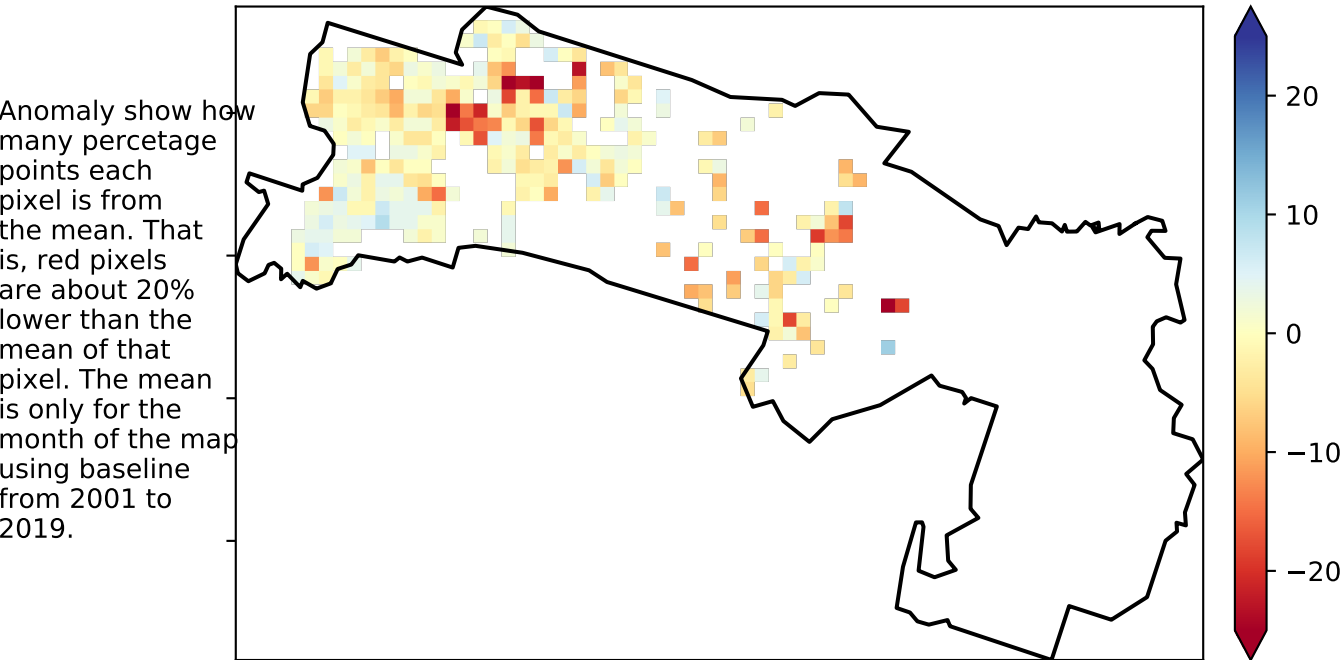 Anomaly show how
many percetage
points each
pixel is from
the mean. That
is, red pixels
are about 20%
lower than the
mean of that
pixel. The mean
is only for the
month of the map
using baseline
from 2001 to
2019.
20
10
0
−10
−20